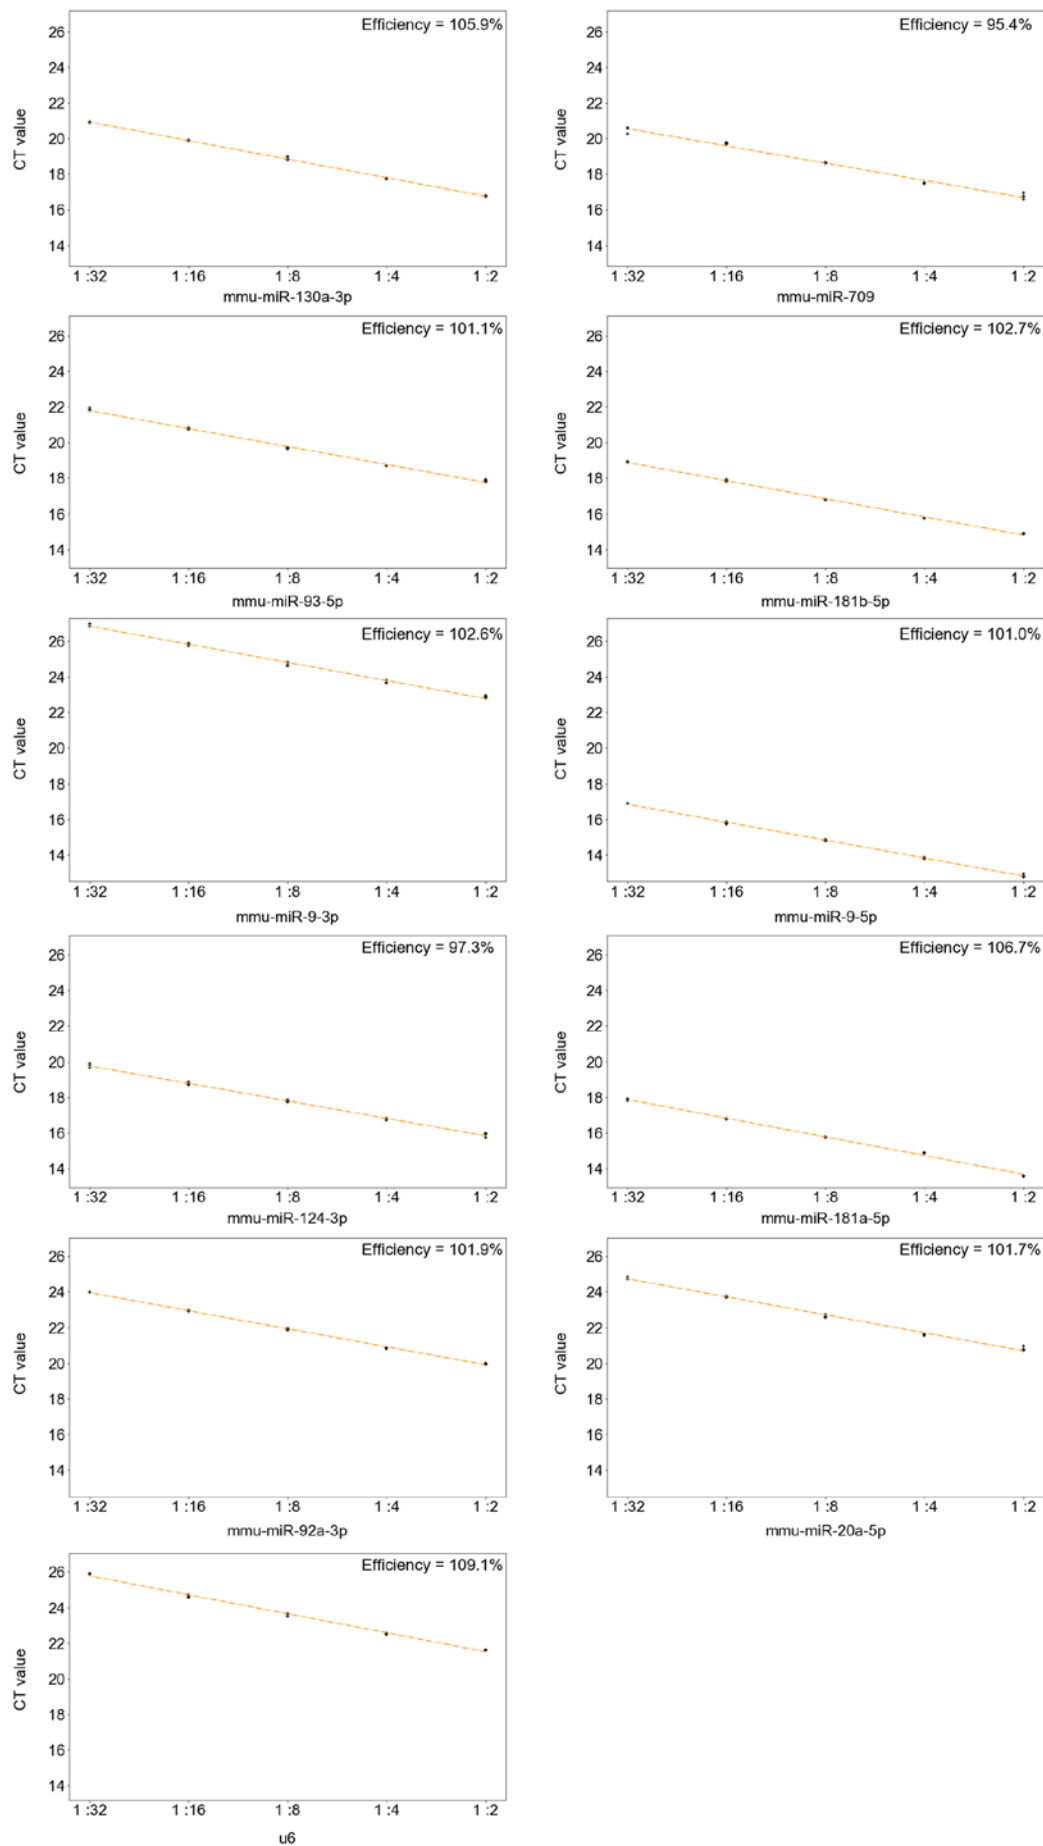 Efficiency = 105.9%
CT value
26
24
22
20
18
16
14
1 :32 1 :16 1 :8 1 :4 1 :2
mmu-miR-130a-3p
Efficiency = 95.4%
CT value
26
24
22
20
18
16
14
1 :32 1 :16 1 :8 1 :4 1 :2
mmu-miR-709
Efficiency = 101.1%
CT value
26
24
22
20
18
16
14
1 :32 1 :16 1 :8 1 :4 1 :2
mmu-miR-93-5p
Efficiency = 102.7%
CT value
26
24
22
20
18
16
14
1 :32 1 :16 1 :8 1 :4 1 :2
mmu-miR-181b-5p
Efficiency = 102.6%
CT value
26
24
22
20
18
16
14
1 :32 1 :16 1 :8 1 :4 1 :2
mmu-miR-9-3p
Efficiency = 101.0%
CT value
26
24
22
20
18
16
14
1 :32 1 :16 1 :8 1 :4 1 :2
mmu-miR-9-5p
Efficiency = 97.3%
CT value
26
24
22
20
18
16
14
1 :32 1 :16 1 :8 1 :4 1 :2
mmu-miR-124-3p
Efficiency = 106.7%
CT value
26
24
22
20
18
16
14
1 :32 1 :16 1 :8 1 :4 1 :2
mmu-miR-181a-5p
Efficiency = 101.9%
CT value
26
24
22
20
18
16
14
1 :32 1 :16 1 :8 1 :4 1 :2
mmu-miR-92a-3p
Efficiency = 101.7%
CT value
26
24
22
20
18
16
14
1 :32 1 :16 1 :8 1 :4 1 :2
mmu-miR-20a-5p
Efficiency = 109.1%
CT value
26
24
22
20
18
16
14
1 :32 1 :16 1 :8 1 :4 1 :2
u6